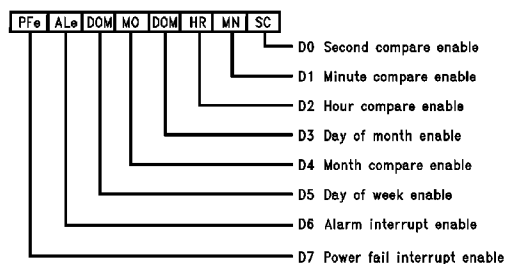 PFe ALe DOM MO DOM HR MN SC
D0 Second compare enable
D1 Minute compare enable
D2 Hour compare enable
D3 Day of month enable
D4 Month compare enable
D5 Day of week enable
D6 Alarm interrupt enable
D7 Power fail interrupt enable